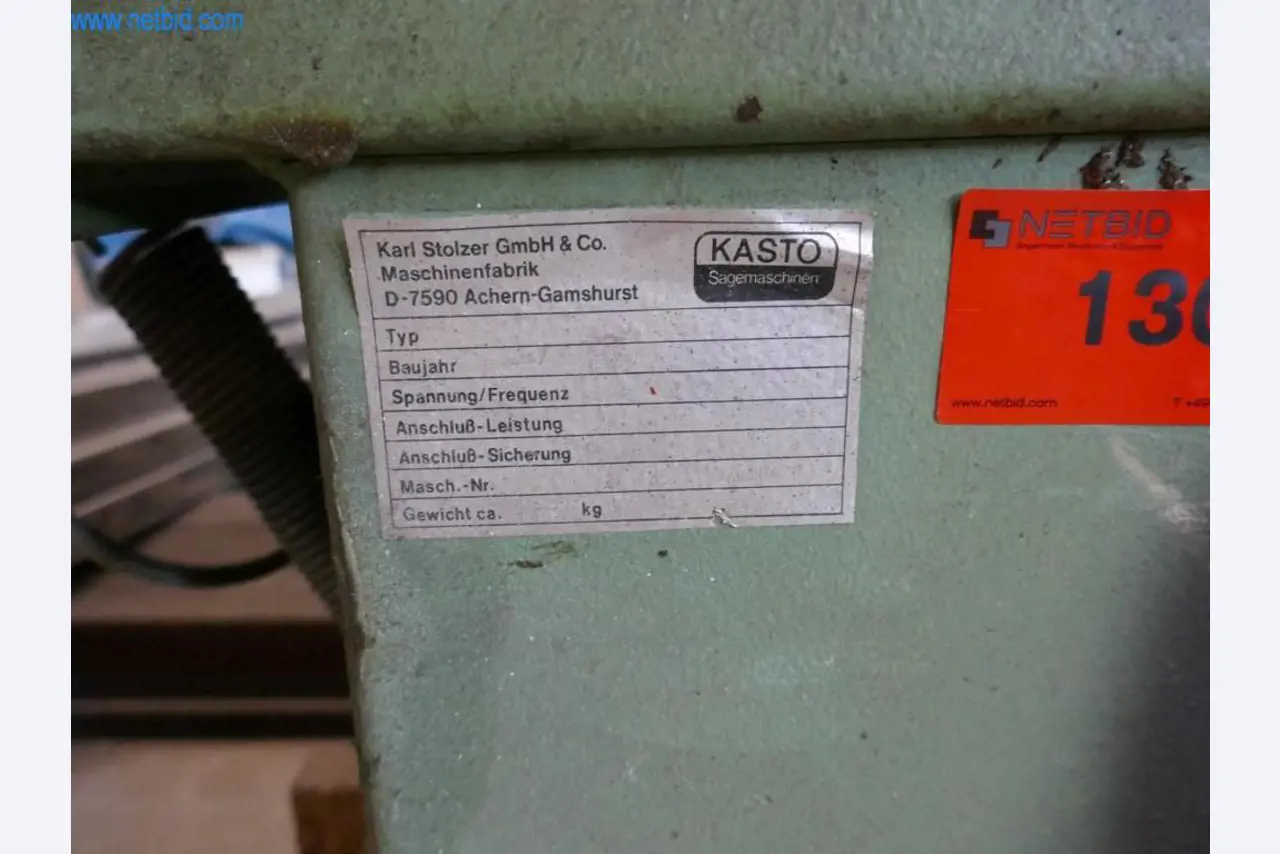 www.netbid.com
Karl Stolzer GmbH & Co.
Maschinenfabrik
D-7590 Achern-Gamshurst
KASTO
Sägemaschinen
Typ
Baujahr
Spannung/Frequenz
Anschluß-Leistung
Anschluß-Sicherung
Masch.-Nr.
Gewicht ca. kg
NETBID
130
www.netbid.com
T +49